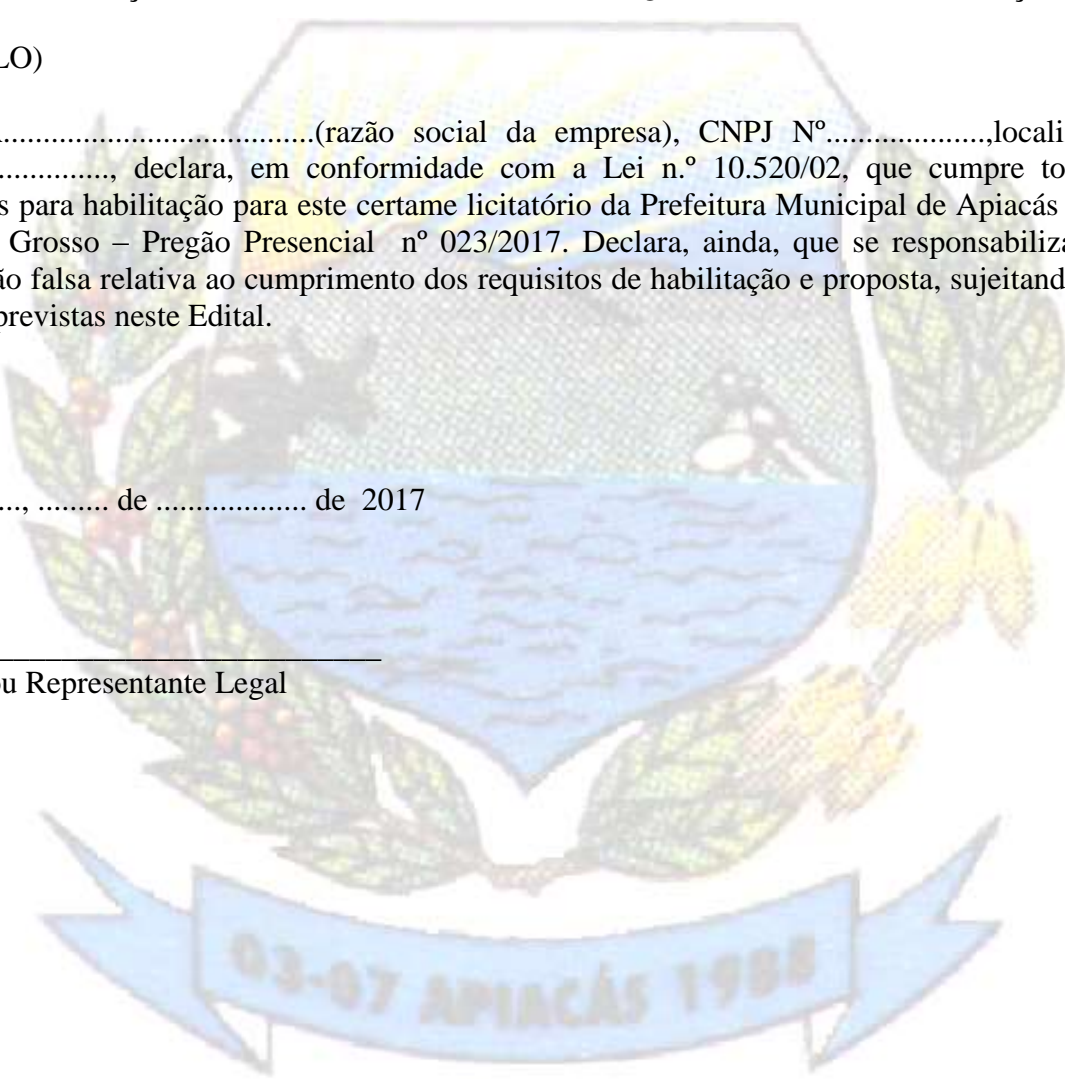 LO)
....................................(razão social da empresa), CNPJ Nº....................,locali
.............., declara, em conformidade com a Lei n.º 10.520/02, que cumpre to
s para habilitação para este certame licitatório da Prefeitura Municipal de Apiacás
Grosso – Pregão Presencial nº 023/2017. Declara, ainda, que se responsabiliza
ão falsa relativa ao cumprimento dos requisitos de habilitação e proposta, sujeitand
previstas neste Edital.
..., ......... de ................... de 2017
_______________________
ou Representante Legal
03-07 APIACÁS 1988